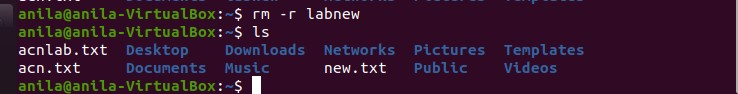 anila@anila-VirtualBox:~$ rm -r labnew
anila@anila-VirtualBox:~$ ls
acnlab.txt Desktop Downloads Networks Pictures Templates
acn.txt Documents Music new.txt Public Videos
anila@anila-VirtualBox:~$